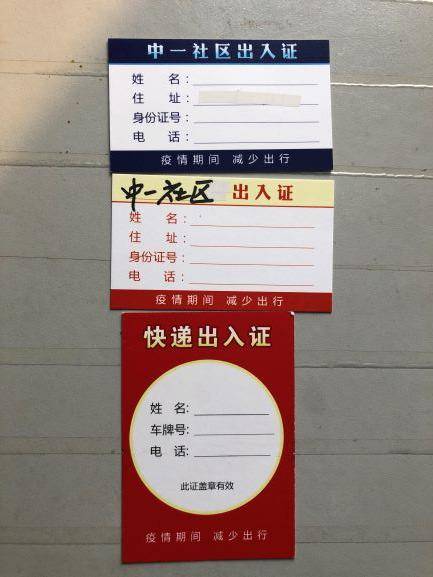 中一社区出入证
姓 名：
住 址：
身份证号：
电 话：
疫情期间 减少出行
中一社区 出入证
姓 名：
住 址：
身份证号：
电 话：
疫情期间 减少出行
快递出入证
姓 名：
车牌号：
电 话：
此证盖章有效
疫情期间 减少出行